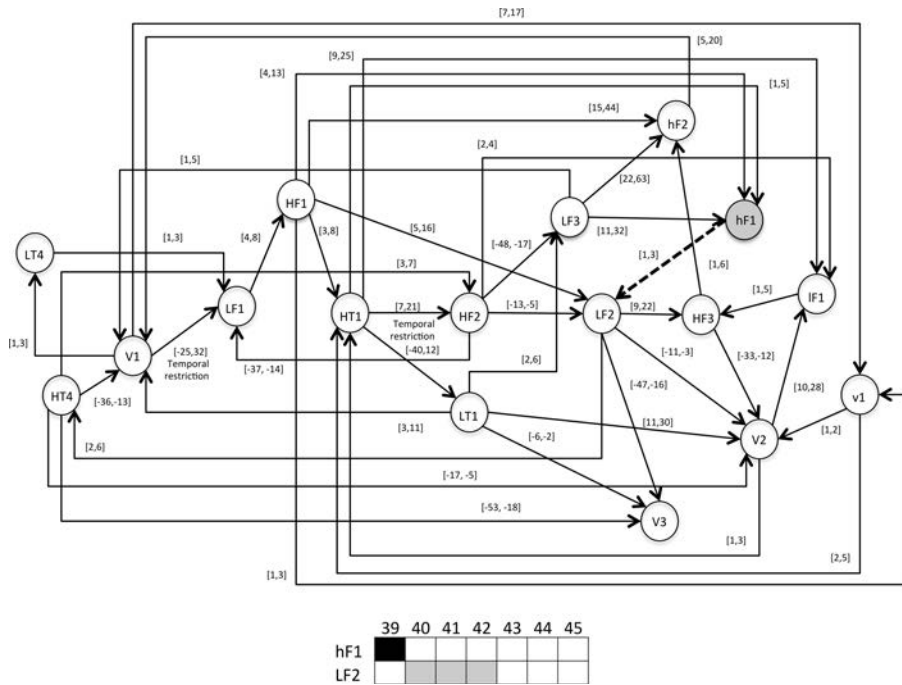 [7,17]
[9,25]
[5,20]
[4,13]
[1,5]
[15,44]
hF2
[2,4]
[1,5]
[22,63]
HF1
LF3
hF1
[4,8]
[3,8]
[5,16]
[11,32]
LT4
[1,3]
[-48, -17]
[1,3]
[1,6]
[3,7]
[1,5]
lF1
LF1
HT1
[7,21]
HF2
[-13,-5]
LF2
[9,22]
HF3
Temporal
restriction
[1,3]
V1
[-25,32]
Temporal
restriction
[-40,12]
[-11,-3]
[-33,-12]
[-37, -14]
[2,6]
[-47,-16]
[10,28]
HT4
[-36,-13]
LT1
v1
[3,11]
[11,30]
V2
[1,2]
[2,6]
[-6,-2]
[-17, -5]
[-53, -18]
V3
[1,3]
[2,5]
[1,3]
39 40 41 42 43 44 45
hF1
LF2